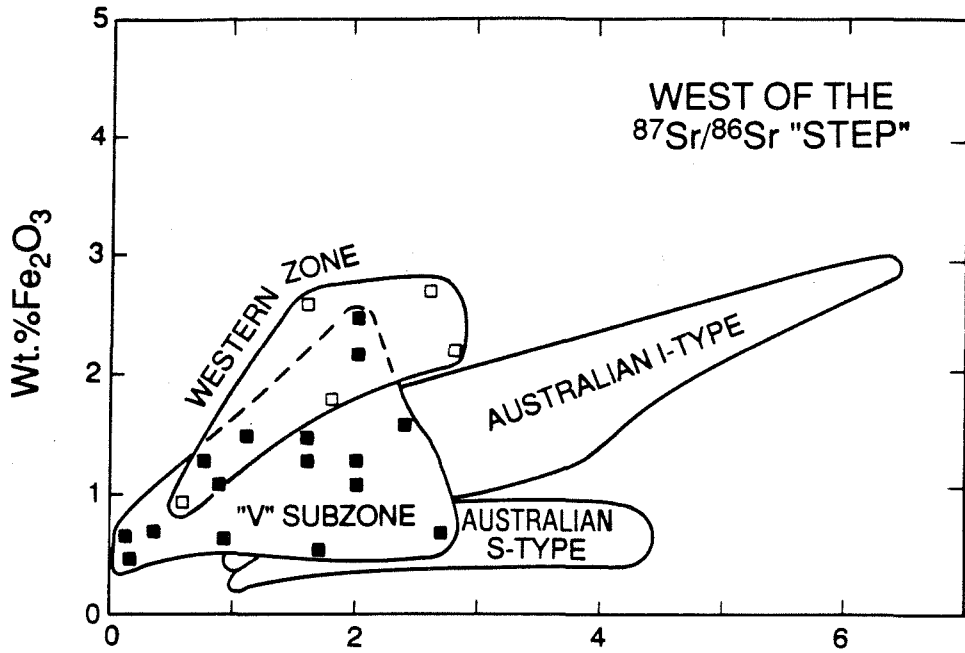 5
4
3
2
1
0
Wt.%Fe₂O₃
WEST OF THE
⁸⁷Sr/⁸⁶Sr "STEP"
WESTERN ZONE
AUSTRALIAN I-TYPE
"V" SUBZONE
AUSTRALIAN
S-TYPE
0 2 4 6